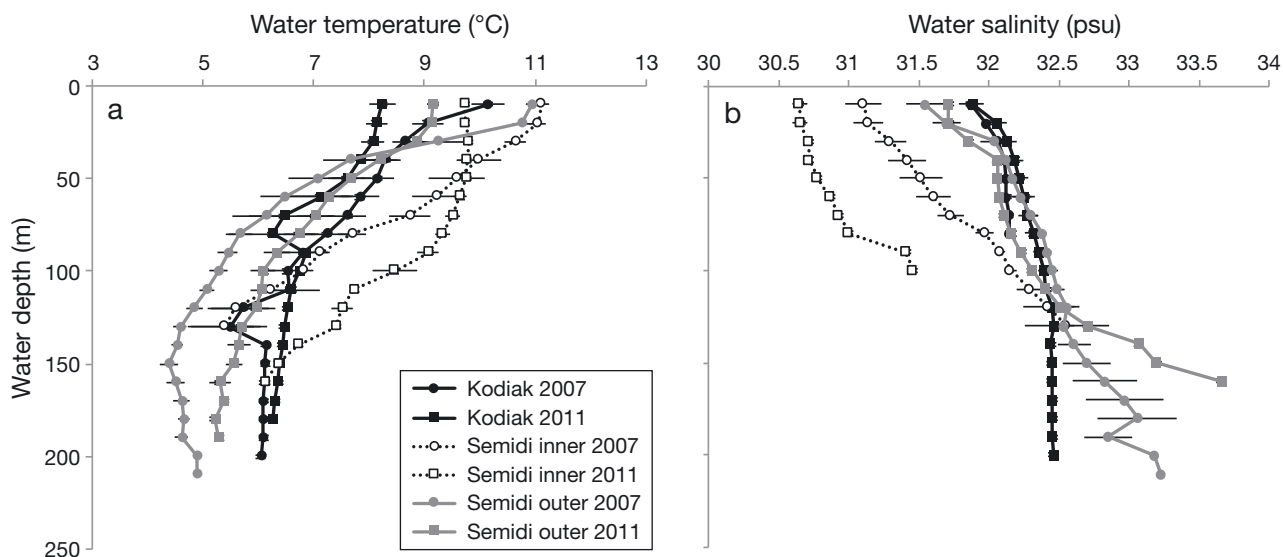 Water temperature (°C)
3 5 7 9 11 13
Water salinity (psu)
30 30.5 31 31.5 32 32.5 33 33.5 34
Water depth (m)
0
50
100
150
200
250
a
b
Kodiak 2007
Kodiak 2011
Semidi inner 2007
Semidi inner 2011
Semidi outer 2007
Semidi outer 2011